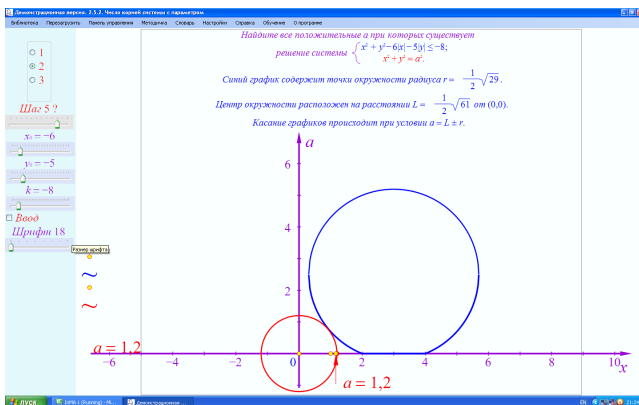 Демонстрационная версия. 2.5.2. Число корней системы с параметром
Библиотека Перезагрузить Панель управления Методичка Словарь Настройки Справка Обучение О программе
Найдите все положительные a при которых существует
решение системы { x² + y² − 6|x| − 5|y| ≤ −8;
x² + y² = a².
Синий график содержит точки окружности радиуса r = 1/2 √29 .
Центр окружности расположен на расстоянии L = 1/2 √61 от (0,0).
Касание графиков происходит при условии a = L ± r.
1
2
3
Шаг 5 ?
x₀ = −6
y₀ = −5
k = −8
Ввод
Шрифт 18
Размер шрифта
a
6
4
2
a = 1,2
−6 −4 −2 0 2 4 6 8 10 x
a = 1,2
ПУСК
Демонстрационная ...
EN